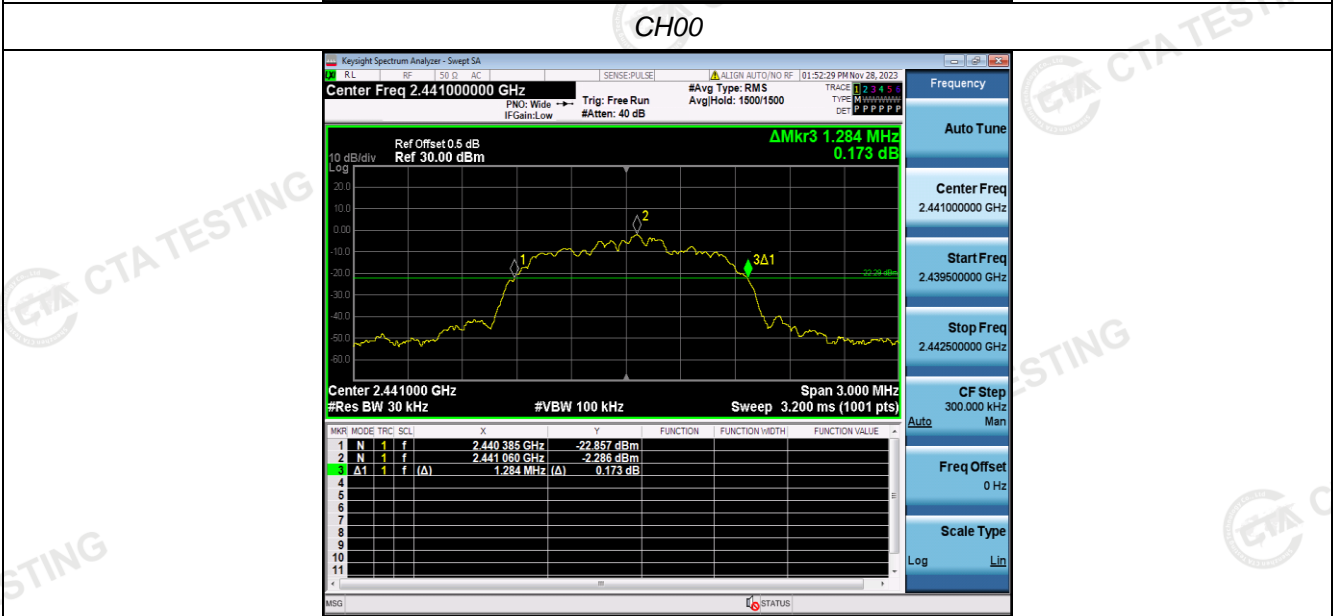 CH00
Keysight Spectrum Analyzer - Swept SA
RL RF 50 Ω AC SENSE:PULSE ALIGN AUTO/NO RF 01:52:29 PM Nov 28, 2023
Center Freq 2.441000000 GHz
PNO: Wide
IFGain:Low
Trig: Free Run
#Atten: 40 dB
#Avg Type: RMS
Avg|Hold: 1500/1500
TRACE 1 2 3 4 5 6
TYPE M WWWWW
DET P P P P P P
Frequency
Auto Tune
Center Freq
2.441000000 GHz
Start Freq
2.439500000 GHz
Stop Freq
2.442500000 GHz
CF Step
300.000 kHz
Auto Man
Freq Offset
0 Hz
Scale Type
Log Lin
ΔMkr3 1.284 MHz
0.173 dB
Ref Offset 0.5 dB
10 dB/div Ref 30.00 dBm
Log
20.0
10.0
0.00
-10.0
-20.0
-30.0
-40.0
-50.0
-60.0
1
2
3Δ1
-22.29 dBm
Center 2.441000 GHz Span 3.000 MHz
#Res BW 30 kHz #VBW 100 kHz Sweep 3.200 ms (1001 pts)
MKR MODE TRC SCL X Y FUNCTION FUNCTION WIDTH FUNCTION VALUE
1 N 1 f 2.440 385 GHz -22.857 dBm
2 N 1 f 2.441 060 GHz -2.286 dBm
3 Δ1 1 f (Δ) 1.284 MHz (Δ) 0.173 dB
4
5
6
7
8
9
10
11
MSG STATUS
CTA TESTING
CTA TESTIN
STING
ESTING
CTA